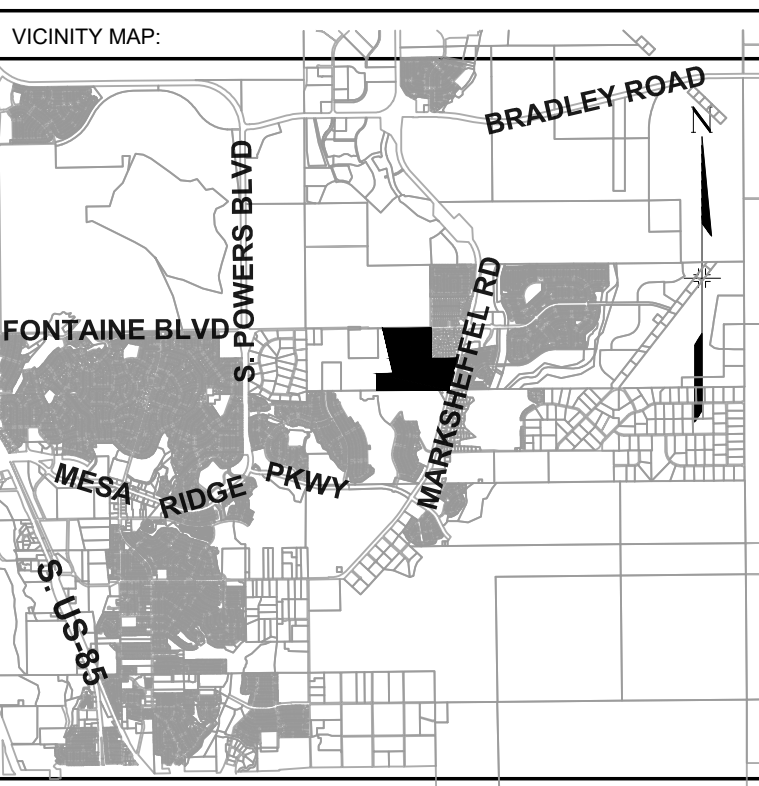 VICINITY MAP:
BRADLEY ROAD
N
S. POWERS BLVD
FONTAINE BLVD
MARKSHEFFEL RD
MESA RIDGE PKWY
S. US-85